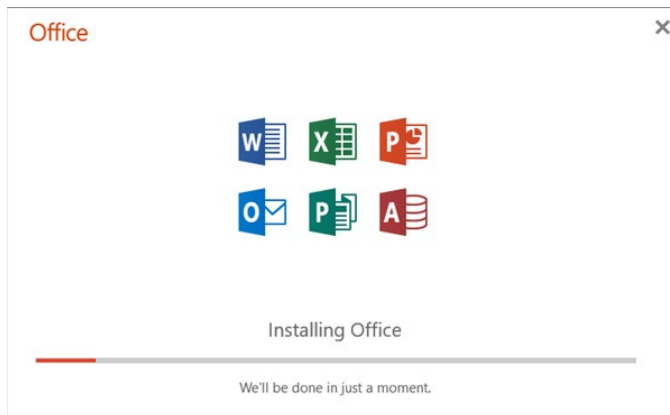 Office
W
X
P
O
P
A
Installing Office
We'll be done in just a moment.